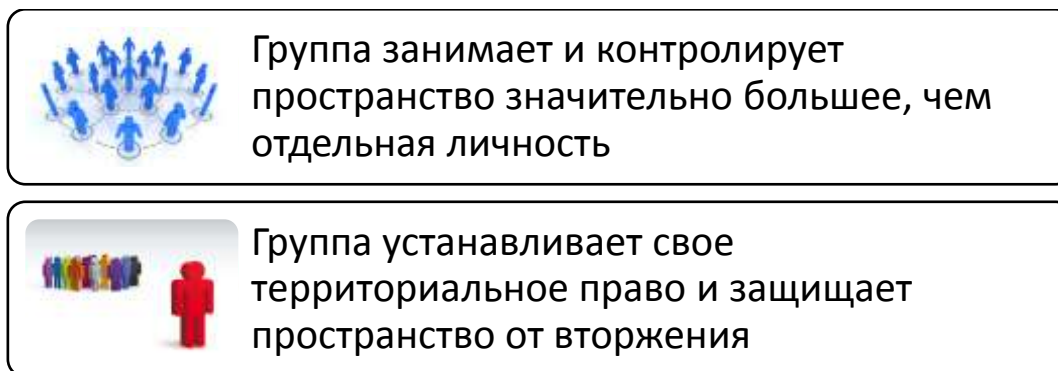 Группа занимает и контролирует
пространство значительно большее, чем
отдельная личность
Группа устанавливает свое
территориальное право и защищает
пространство от вторжения